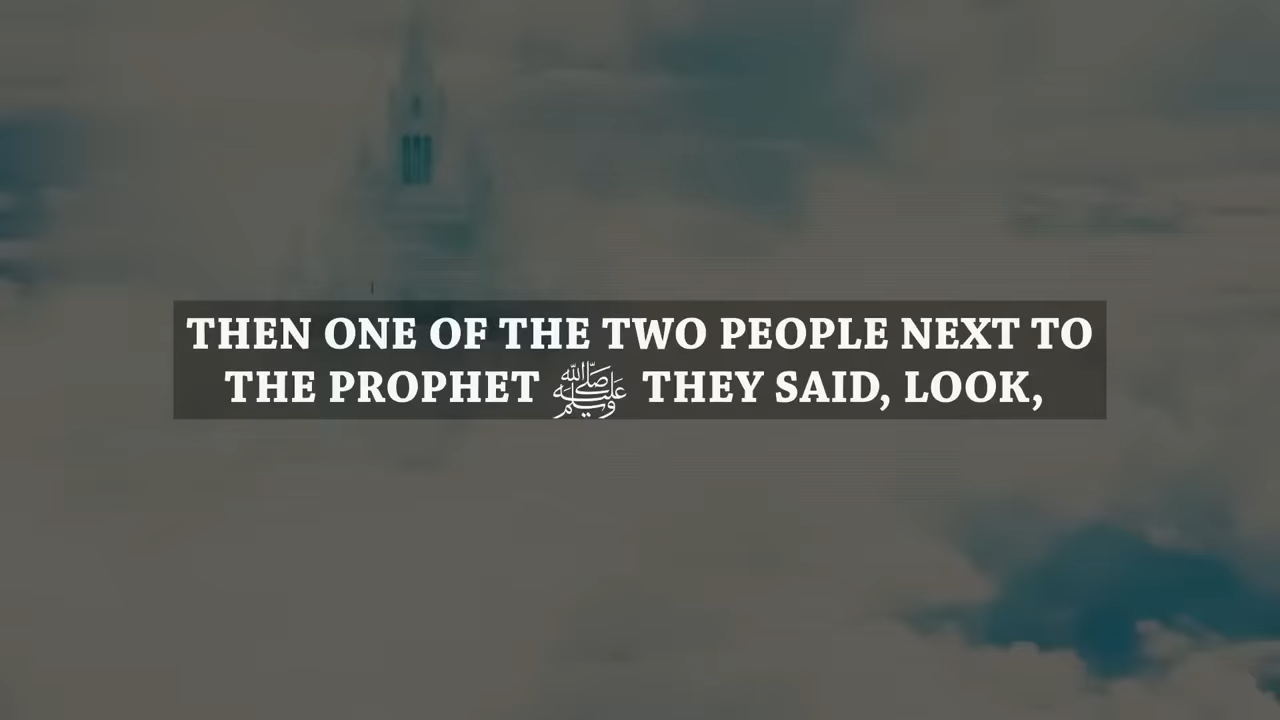 THEN ONE OF THE TWO PEOPLE NEXT TO
THE PROPHET ﷺ THEY SAID, LOOK,